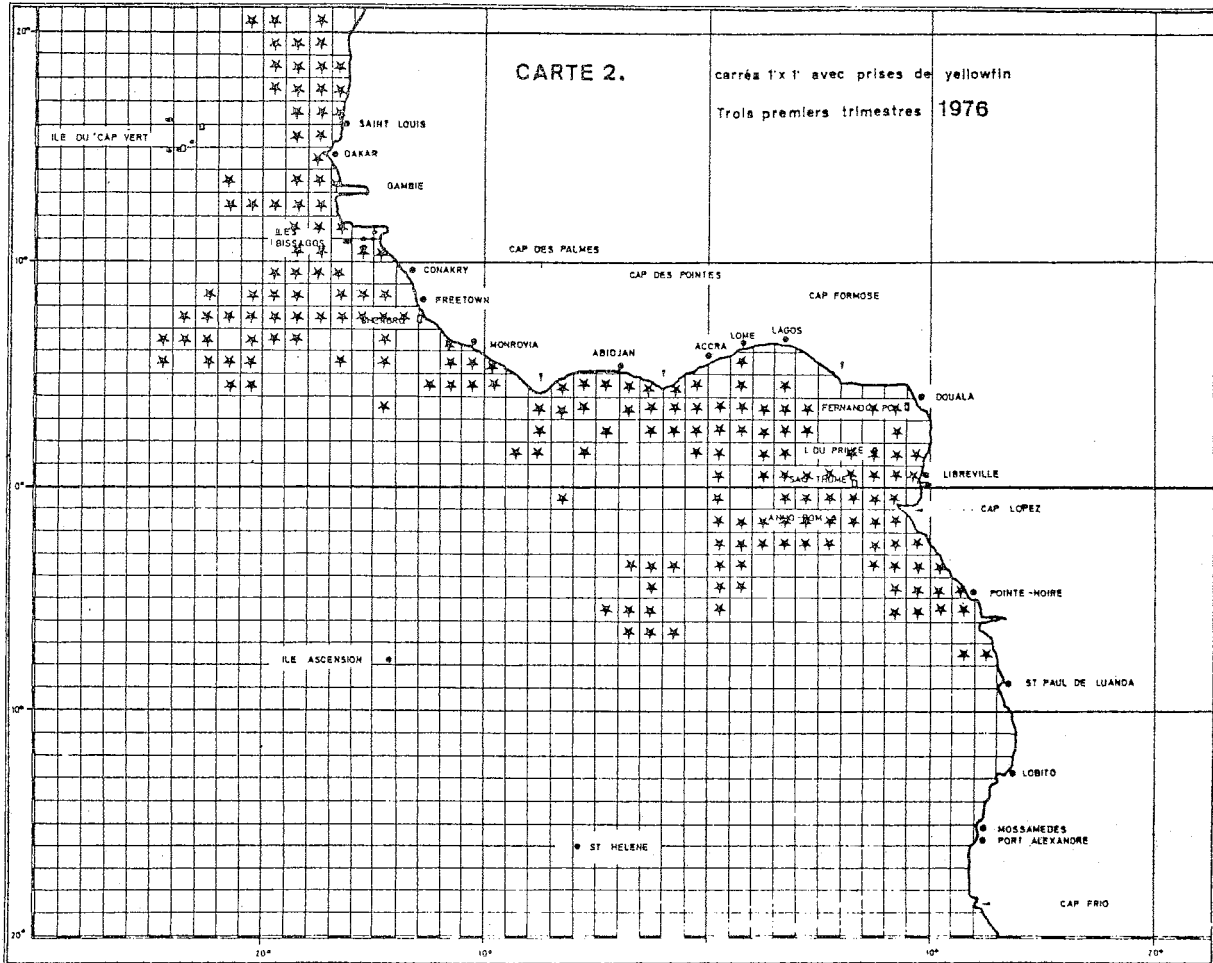 CARTE 2.
carrés 1°x 1° avec prises de yellowfin
Trois premiers trimestres 1976
20°
SAINT LOUIS
ILE DU CAP VERT
DAKAR
GAMBIE
ILES
BISSAGOS
CAP DES PALMES
10°
CONAKRY
CAP DES POINTES
CAP FORMOSE
FREETOWN
SHERBRO
MONROVIA
ABIDJAN
ACCRA
LOME
LAGOS
DOUALA
FERNANDO PO
I. DU PRINCE
LIBREVILLE
SAO-THOME
0°
CAP LOPEZ
ANNO-BOM
POINTE-NOIRE
ILE ASCENSION
ST PAUL DE LUANDA
10°
LOBITO
MOSSAMEDES
PORT ALEXANDRE
ST HELENE
CAP FRIO
20°
20° 10° 10° 20°